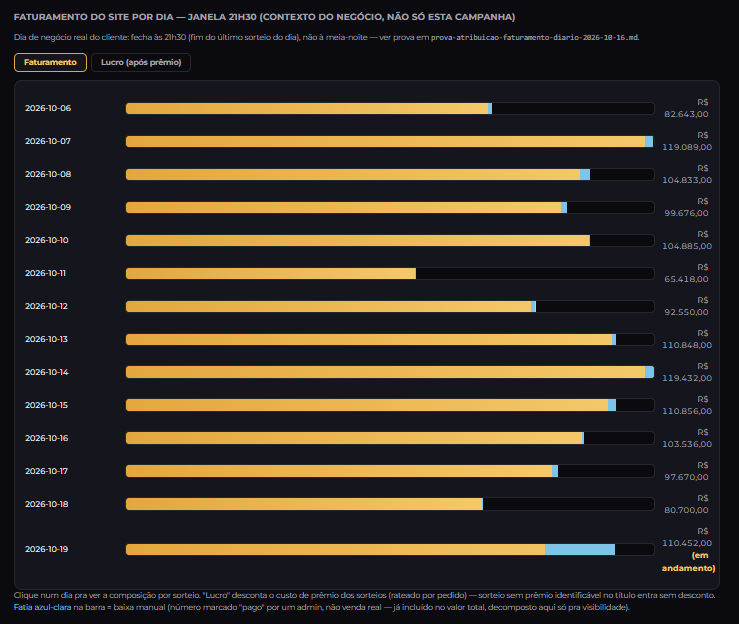 FATURAMENTO DO SITE POR DIA — JANELA 21H30 (CONTEXTO DO NEGÓCIO, NÃO SÓ ESTA CAMPANHA)
Dia de negócio real do cliente: fecha às 21h30 (fim do último sorteio do dia), não à meia-noite — ver prova em prova-atribuicao-faturamento-diario-2026-10-16.md.
Faturamento
Lucro (após prêmio)
2026-10-06
R$
82.643,00
2026-10-07
R$
119.089,00
2026-10-08
R$
104.833,00
2026-10-09
R$
99.676,00
2026-10-10
R$
104.885,00
2026-10-11
R$
65.418,00
2026-10-12
R$
92.550,00
2026-10-13
R$
110.848,00
2026-10-14
R$
119.432,00
2026-10-15
R$
110.856,00
2026-10-16
R$
103.536,00
2026-10-17
R$
97.670,00
2026-10-18
R$
80.700,00
2026-10-19
R$
110.452,00
(em
andamento)
Clique num dia pra ver a composição por sorteio. "Lucro" desconta o custo de prêmio dos sorteios (rateado por pedido) — sorteio sem prêmio identificável no título entra sem desconto.
Fatia azul-clara na barra = baixa manual (número marcado "pago" por um admin, não venda real — já incluído no valor total, decomposto aqui só pra visibilidade).